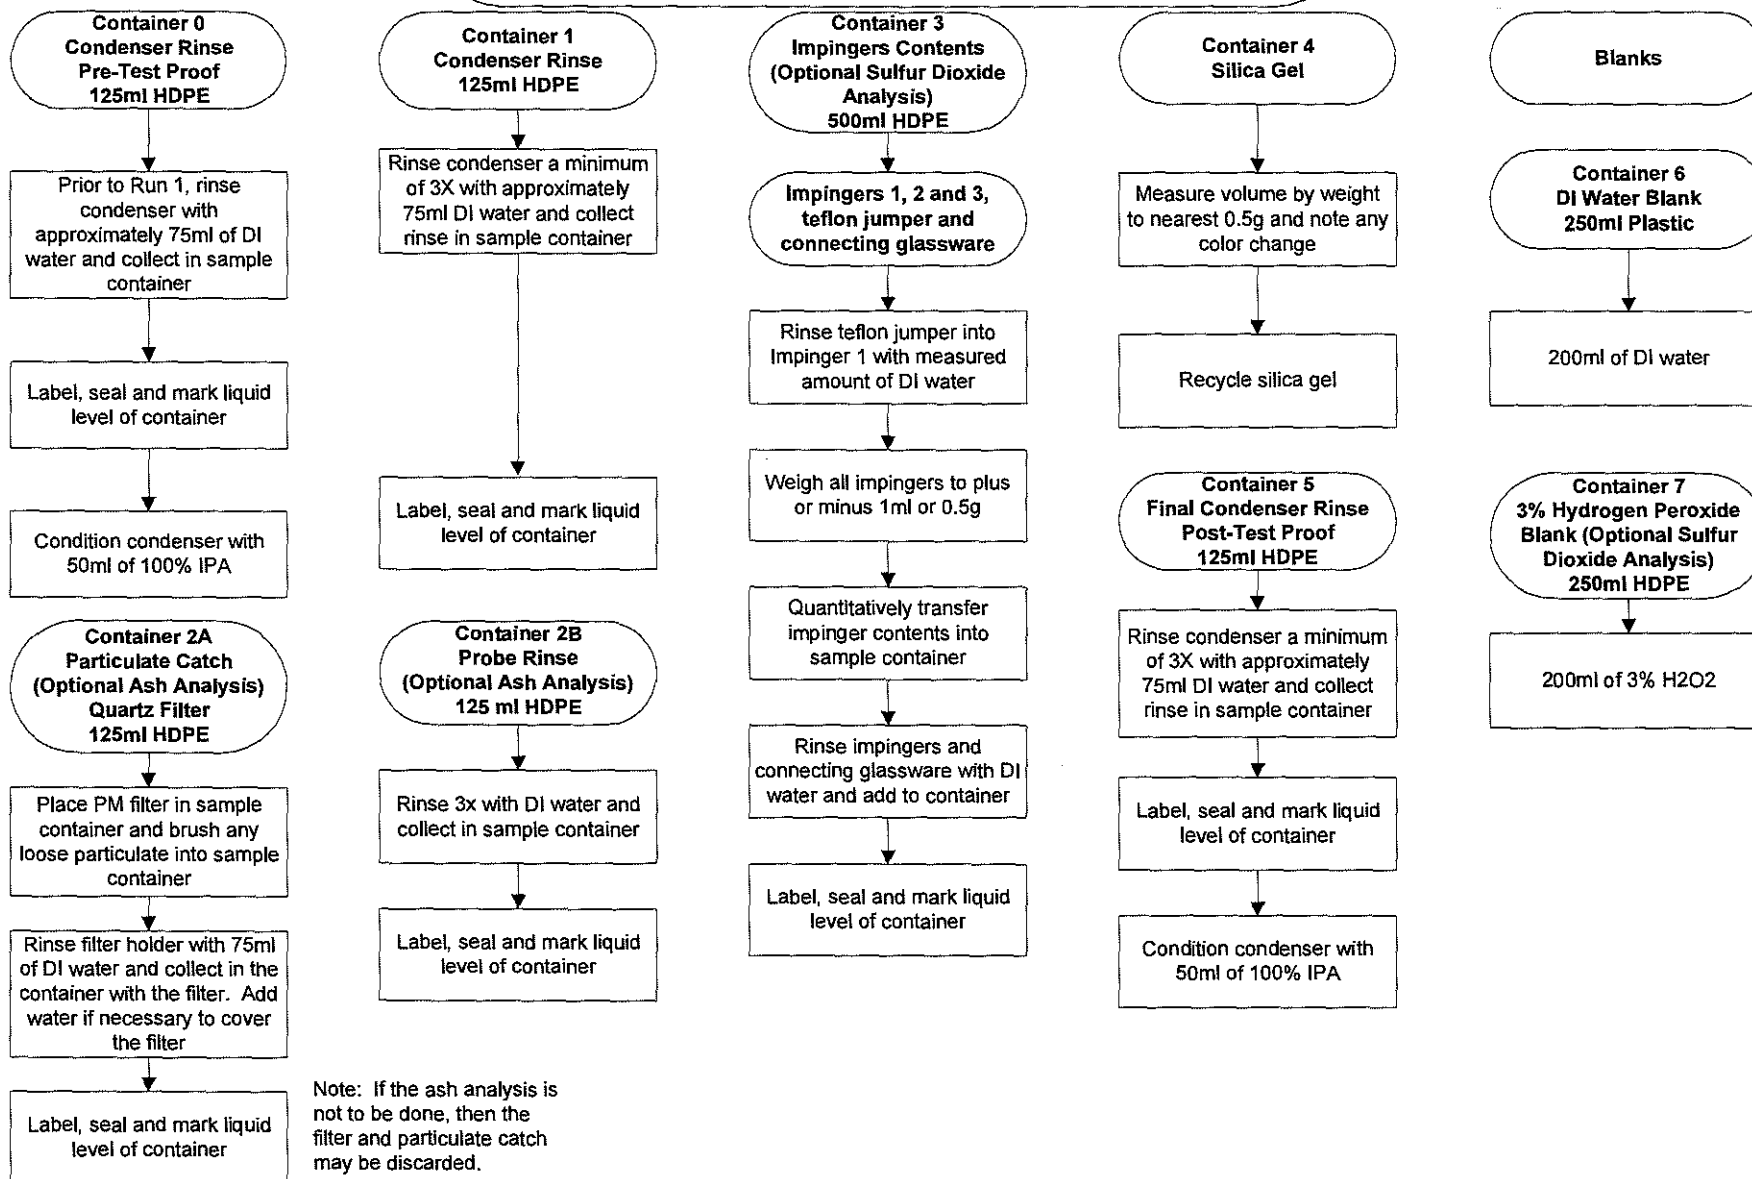 Container 0
Condenser Rinse
Pre-Test Proof
125ml HDPE
Prior to Run 1, rinse
condenser with
approximately 75ml of DI
water and collect in sample
container
Label, seal and mark liquid
level of container
Condition condenser with
50ml of 100% IPA
Container 2A
Particulate Catch
(Optional Ash Analysis)
Quartz Filter
125ml HDPE
Place PM filter in sample
container and brush any
loose particulate into sample
container
Rinse filter holder with 75ml
of DI water and collect in the
container with the filter. Add
water if necessary to cover
the filter
Label, seal and mark liquid
level of container
Container 1
Condenser Rinse
125ml HDPE
Rinse condenser a minimum
of 3X with approximately
75ml DI water and collect
rinse in sample container
Label, seal and mark liquid
level of container
Container 2B
Probe Rinse
(Optional Ash Analysis)
125 ml HDPE
Rinse 3x with DI water and
collect in sample container
Label, seal and mark liquid
level of container
Note: If the ash analysis is
not to be done, then the
filter and particulate catch
may be discarded.
Container 3
Impingers Contents
(Optional Sulfur Dioxide
Analysis)
500ml HDPE
Impingers 1, 2 and 3,
teflon jumper and
connecting glassware
Rinse teflon jumper into
Impinger 1 with measured
amount of DI water
Weigh all impingers to plus
or minus 1ml or 0.5g
Quantitatively transfer
impinger contents into
sample container
Rinse impingers and
connecting glassware with DI
water and add to container
Label, seal and mark liquid
level of container
Container 4
Silica Gel
Measure volume by weight
to nearest 0.5g and note any
color change
Recycle silica gel
Container 5
Final Condenser Rinse
Post-Test Proof
125ml HDPE
Rinse condenser a minimum
of 3X with approximately
75ml DI water and collect
rinse in sample container
Label, seal and mark liquid
level of container
Condition condenser with
50ml of 100% IPA
Blanks
Container 6
DI Water Blank
250ml Plastic
200ml of DI water
Container 7
3% Hydrogen Peroxide
Blank (Optional Sulfur
Dioxide Analysis)
250ml HDPE
200ml of 3% H2O2